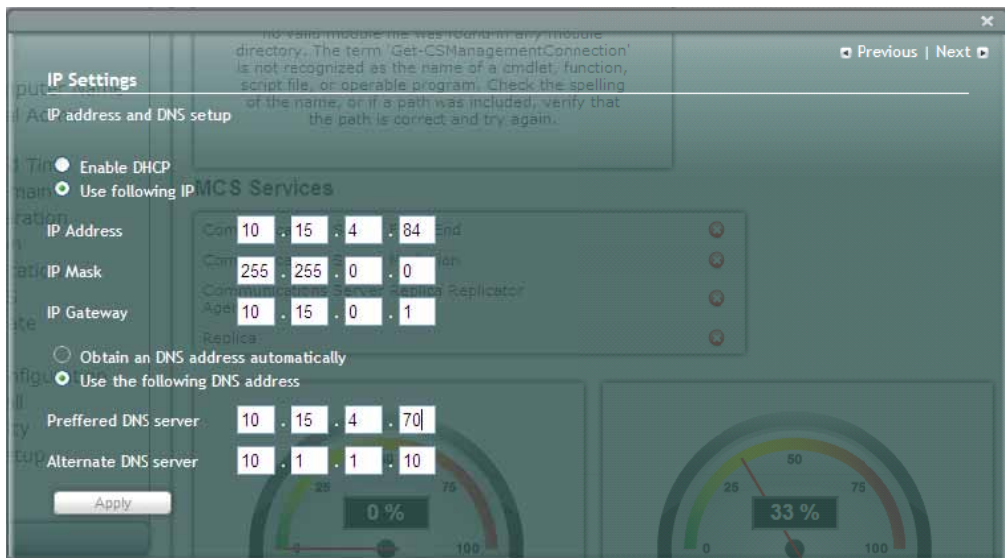 no valid module file was found in any module
directory. The term 'Get-CSManagementConnection'
is not recognized as the name of a cmdlet, function,
script file, or operable program. Check the spelling
of the name, or if a path was included, verify that
the path is correct and try again.
Previous | Next
IP Settings
IP address and DNS setup
Enable DHCP
Use following IP
MCS Services
IP Address 10 . 15 . 4 . 84
End
IP Mask 255 . 255 . 0 . 0
Communications Server Replica Replicator
IP Gateway 10 . 15 . 0 . 1
Replica
Obtain an DNS address automatically
Use the following DNS address
Preffered DNS server 10 . 15 . 4 . 70
Alternate DNS server 10 . 1 . 1 . 10
Apply
25 75
0 %
100
50
25 75
33 %
0 100